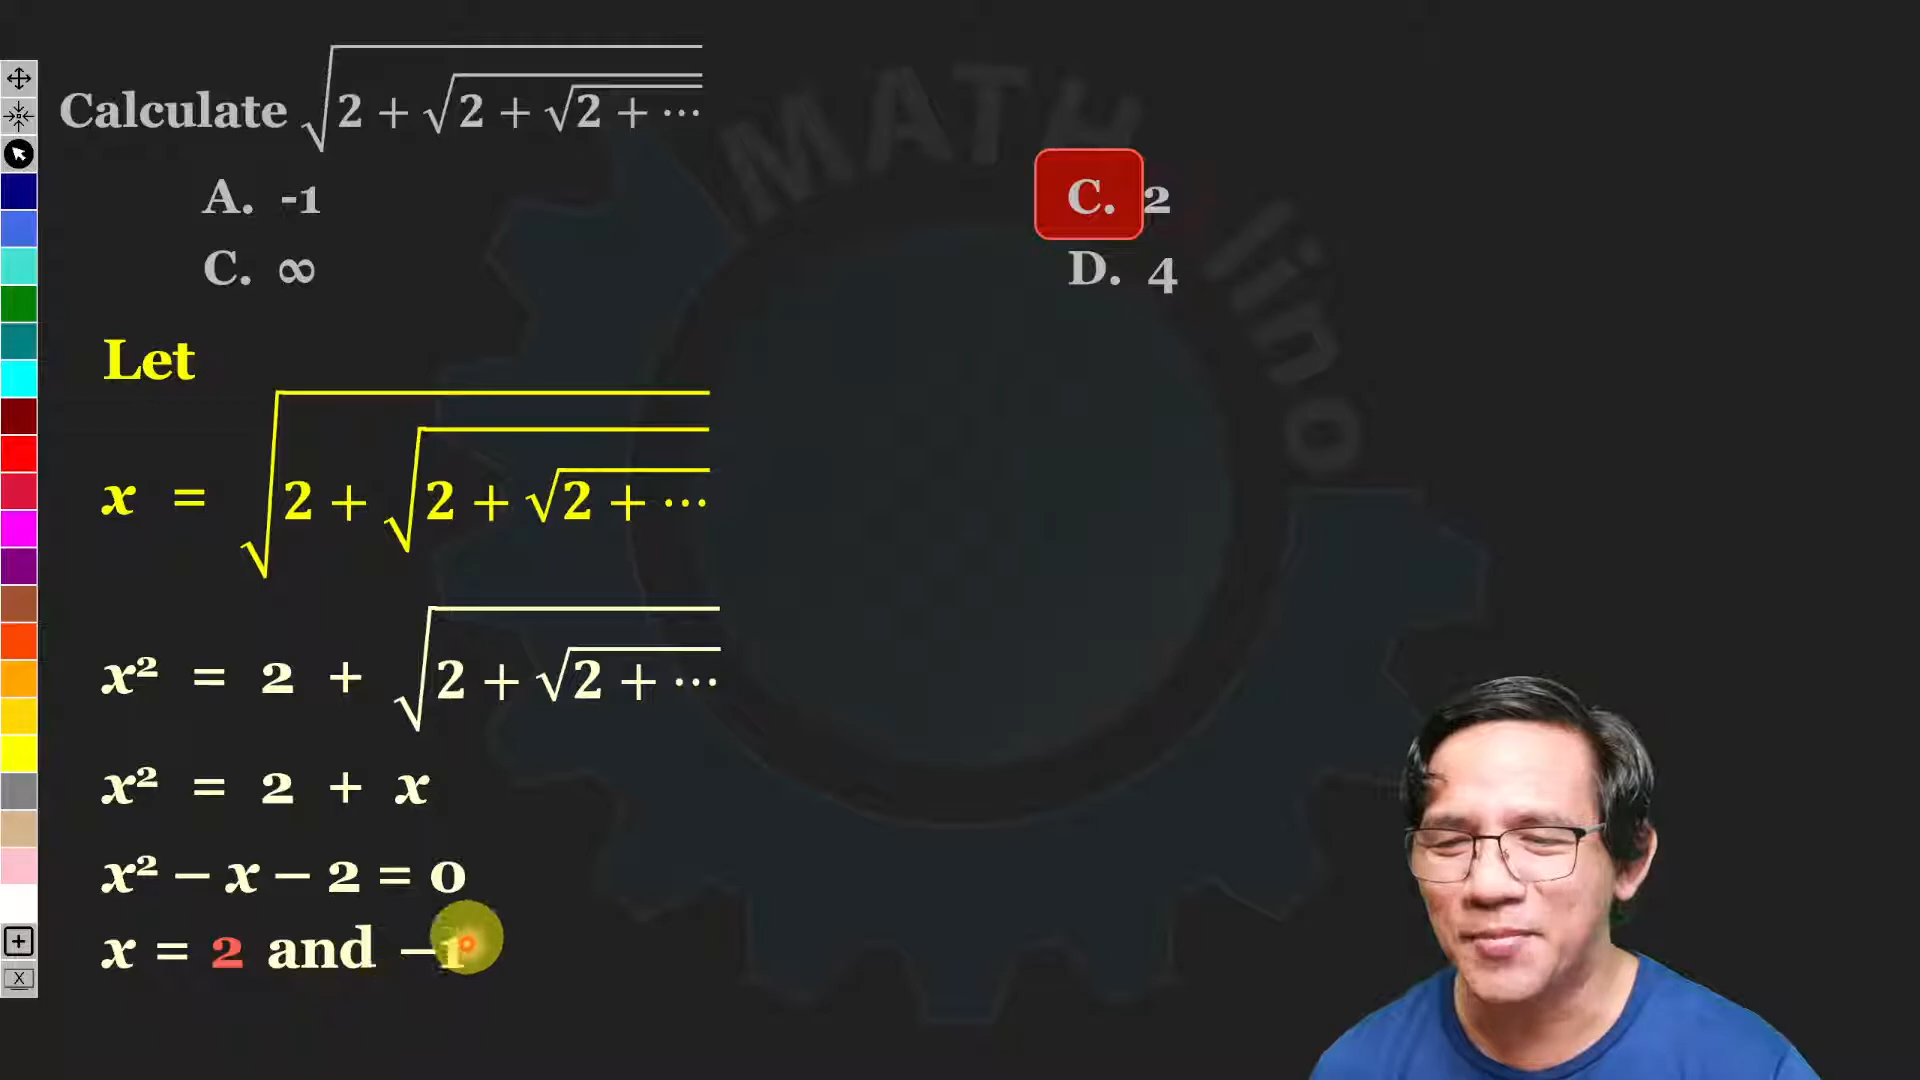 Calculate √(2 + √(2 + √(2 + ⋯
A. -1
C. 2
C. ∞
D. 4
MATHlino
Let
x = √(2 + √(2 + √(2 + ⋯
x² = 2 + √(2 + √(2 + ⋯
x² = 2 + x
x² − x − 2 = 0
x = 2 and −1